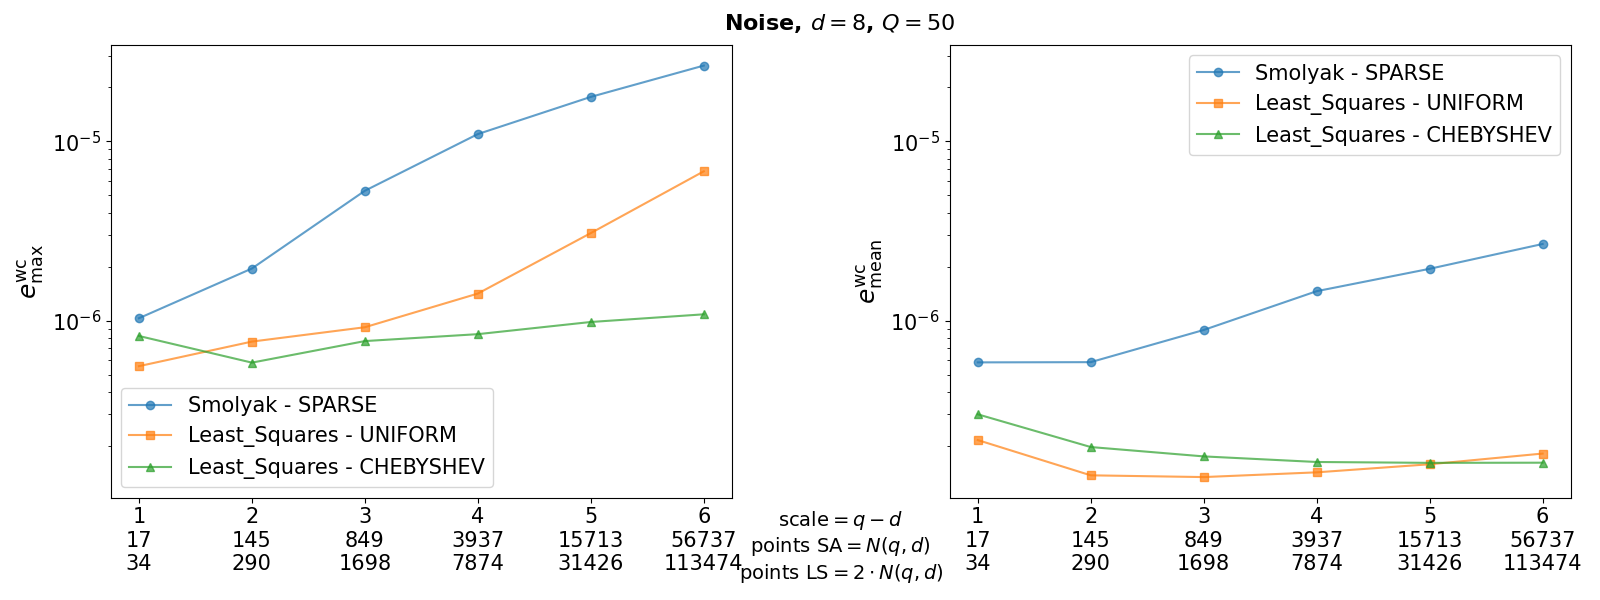 Noise, d = 8, Q = 50
10⁻⁵
10⁻⁶
e^wc_max
Smolyak - SPARSE
Least_Squares - UNIFORM
Least_Squares - CHEBYSHEV
1 2 3 4 5 6
17 145 849 3937 15713 56737
34 290 1698 7874 31426 113474
scale = q − d
points SA = N(q, d)
points LS = 2 · N(q, d)
10⁻⁵
10⁻⁶
e^wc_mean
Smolyak - SPARSE
Least_Squares - UNIFORM
Least_Squares - CHEBYSHEV
1 2 3 4 5 6
17 145 849 3937 15713 56737
34 290 1698 7874 31426 113474